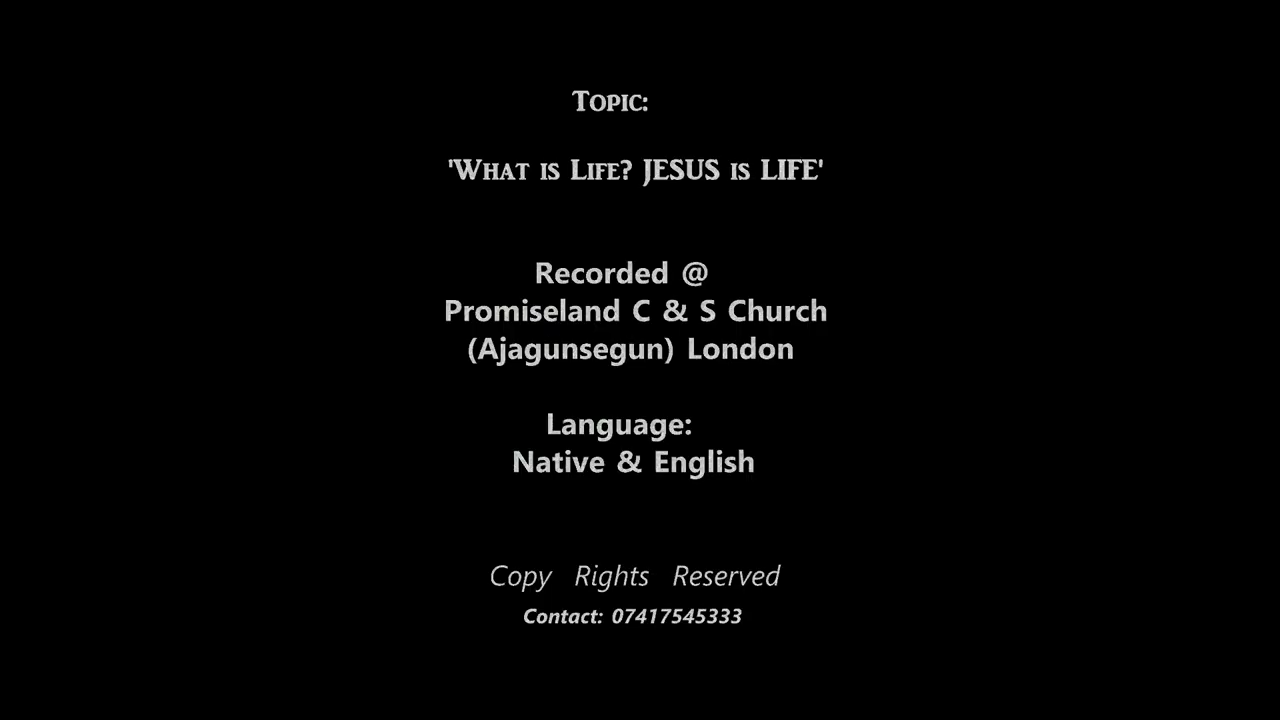 Topic:
'What is Life? JESUS is LIFE'
Recorded @
Promiseland C & S Church
(Ajagunsegun) London
Language:
Native & English
Copy Rights Reserved
Contact: 07417545333